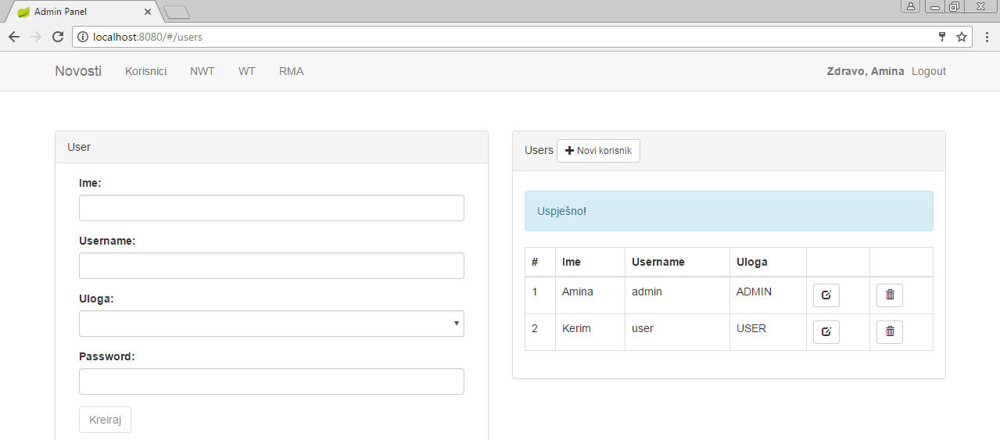 Admin Panel
localhost:8080/#/users
Novosti Korisnici NWT WT RMA Zdravo, Amina Logout
User
Ime:
Username:
Uloga:
Password:
Kreiraj
Users Novi korisnik
Uspješno!
# Ime Username Uloga
1 Amina admin ADMIN
2 Kerim user USER